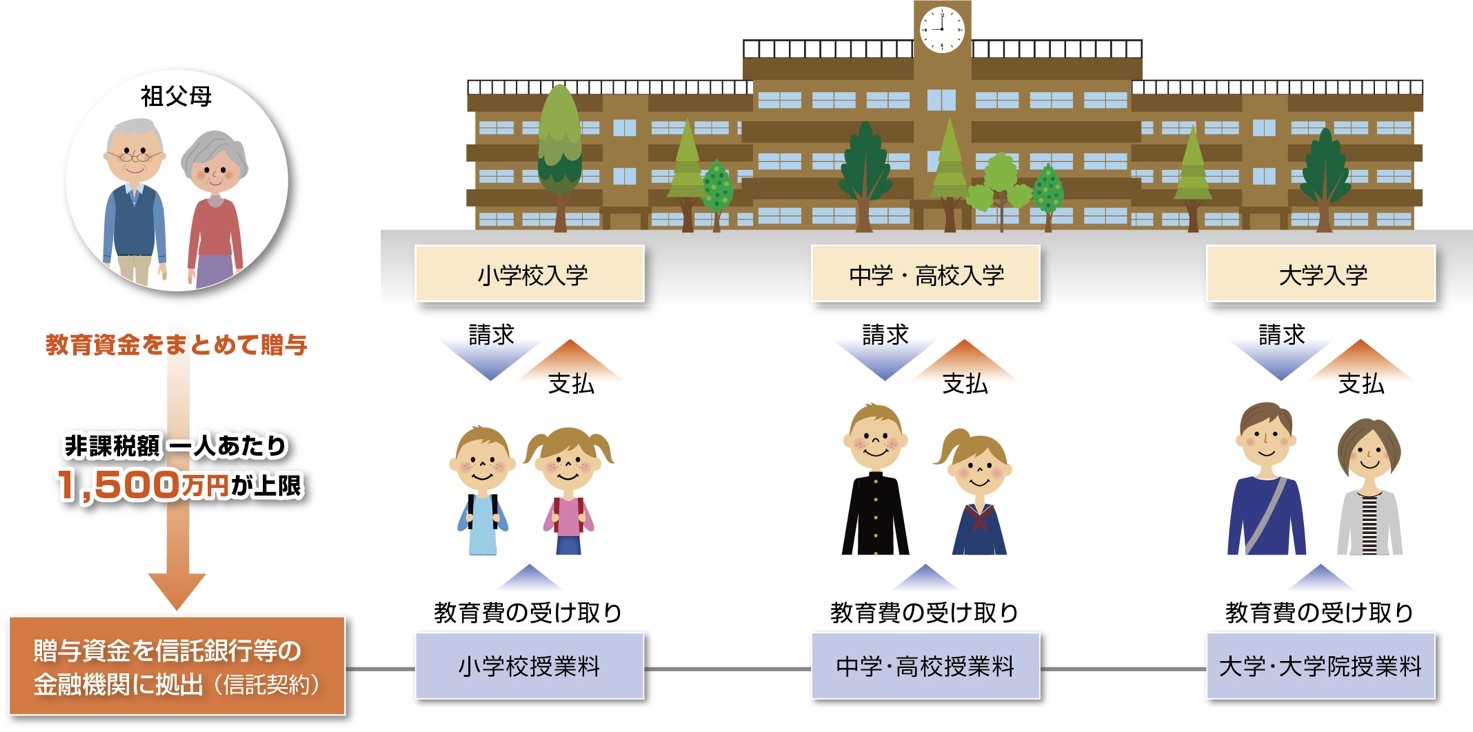 祖父母
教育資金をまとめて贈与
非課税額 一人あたり
1,500万円が上限
贈与資金を信託銀行等の
金融機関に拠出（信託契約）
小学校入学
請求
支払
教育費の受け取り
小学校授業料
中学・高校入学
請求
支払
教育費の受け取り
中学・高校授業料
大学入学
請求
支払
教育費の受け取り
大学・大学院授業料